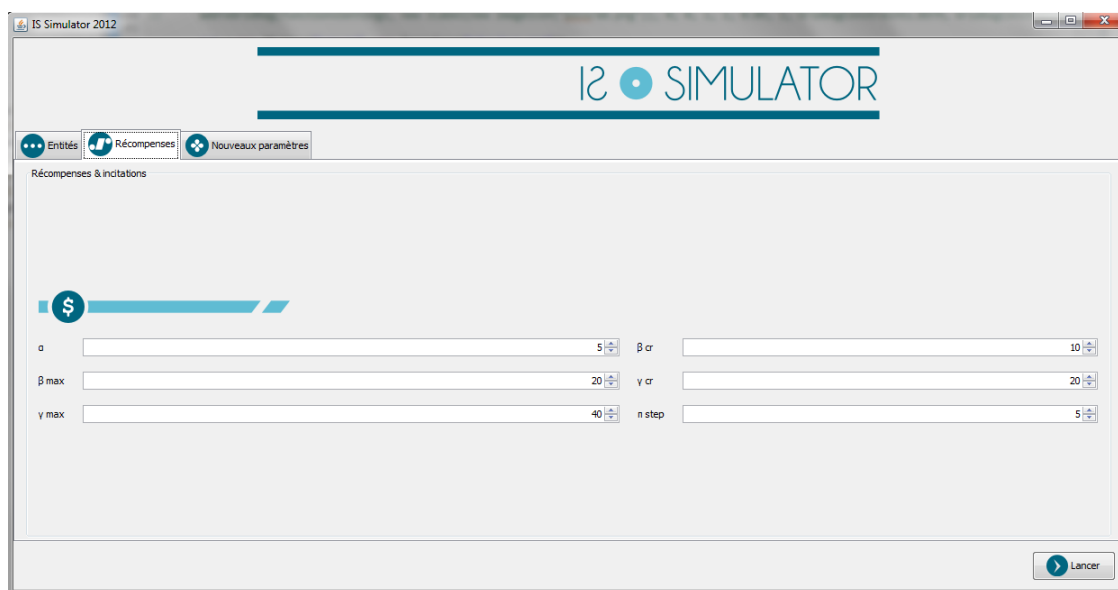 IS Simulator 2012
IS SIMULATOR
Entités Récompenses Nouveaux paramètres
Récompenses & incitations
$
α 5 β cr 10
β max 20 γ cr 20
γ max 40 n step 5
Lancer